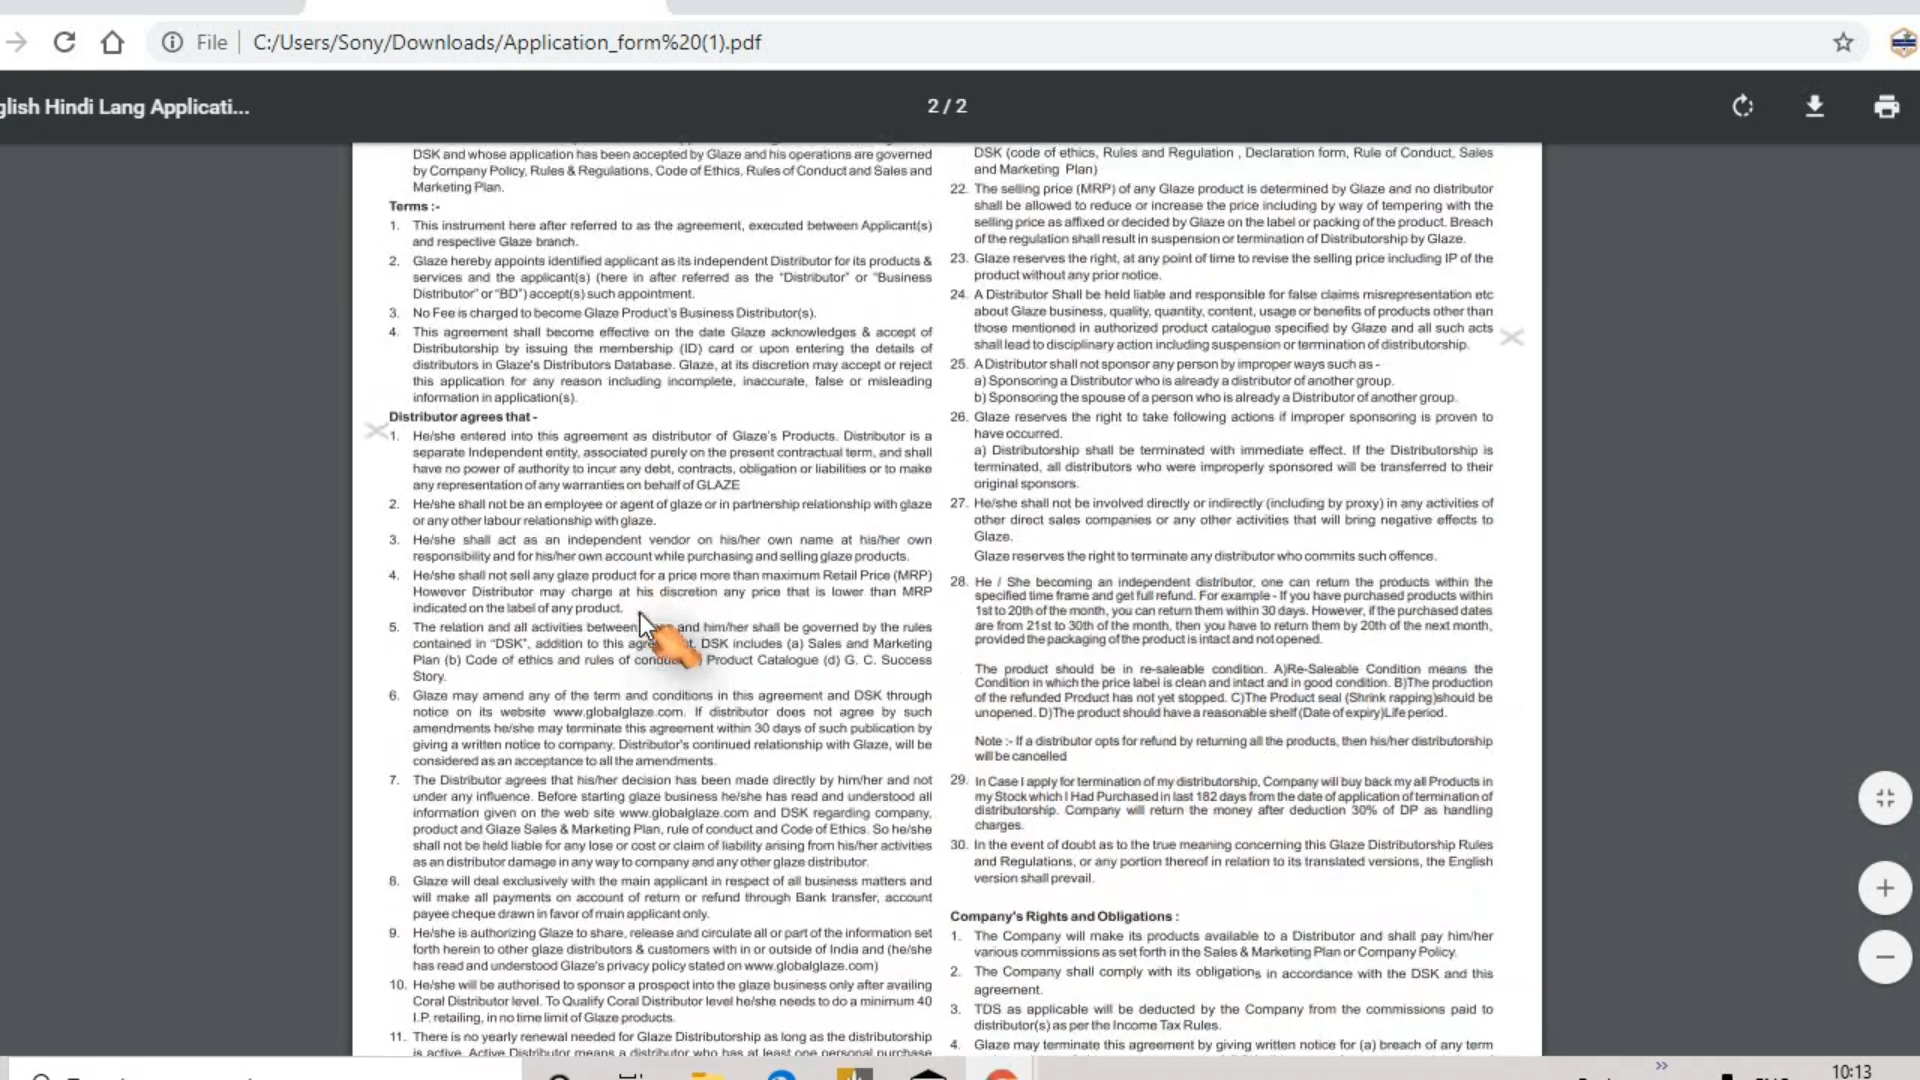 File
C:/Users/Sony/Downloads/Application_form%20(1).pdf
glish Hindi Lang Applicati...
2 / 2
DSK and whose application has been accepted by Glaze and his operations are governed
by Company Policy, Rules & Regulations, Code of Ethics, Rules of Conduct and Sales and
Marketing Plan.
Terms :-
1. This instrument here after referred to as the agreement, executed between Applicant(s)
and respective Glaze branch.
2. Glaze hereby appoints identified applicant as its independent Distributor for its products &
services and the applicant(s) (here in after referred as the "Distributor" or "Business
Distributor" or "BD") accept(s) such appointment.
3. No Fee is charged to become Glaze Product's Business Distributor(s).
4. This agreement shall become effective on the date Glaze acknowledges & accept of
Distributorship by issuing the membership (ID) card or upon entering the details of
distributors in Glaze's Distributors Database. Glaze, at its discretion may accept or reject
this application for any reason including incomplete, inaccurate, false or misleading
information in application(s).
Distributor agrees that -
1. He/she entered into this agreement as distributor of Glaze's Products. Distributor is a
separate Independent entity, associated purely on the present contractual term, and shall
have no power of authority to incur any debt, contracts, obligation or liabilities or to make
any representation of any warranties on behalf of GLAZE
2. He/she shall not be an employee or agent of glaze or in partnership relationship with glaze
or any other labour relationship with glaze.
3. He/she shall act as an independent vendor on his/her own name at his/her own
responsibility and for his/her own account while purchasing and selling glaze products.
4. He/she shall not sell any glaze product for a price more than maximum Retail Price (MRP)
However Distributor may charge at his discretion any price that is lower than MRP
indicated on the label of any product.
5. The relation and all activities between and him/her shall be governed by the rules
contained in "DSK", addition to this DSK includes (a) Sales and Marketing
Plan (b) Code of ethics and rules of Product Catalogue (d) G. C. Success
Story.
6. Glaze may amend any of the term and conditions in this agreement and DSK through
notice on its website www.globalglaze.com. If distributor does not agree by such
amendments he/she may terminate this agreement within 30 days of such publication by
giving a written notice to company. Distributor's continued relationship with Glaze, will be
considered as an acceptance to all the amendments.
7. The Distributor agrees that his/her decision has been made directly by him/her and not
under any influence. Before starting glaze business he/she has read and understood all
information given on the web site www.globalglaze.com and DSK regarding company,
product and Glaze Sales & Marketing Plan, rule of conduct and Code of Ethics. So he/she
shall not be held liable for any lose or cost or claim of liability arising from his/her activities
as an distributor damage in any way to company and any other glaze distributor.
8. Glaze will deal exclusively with the main applicant in respect of all business matters and
will make all payments on account of return or refund through Bank transfer, account
payee cheque drawn in favor of main applicant only.
9. He/she is authorizing Glaze to share, release and circulate all or part of the information set
forth herein to other glaze distributors & customers with in or outside of India and (he/she
has read and understood Glaze's privacy policy stated on www.globalglaze.com)
10. He/she will be authorised to sponsor a prospect into the glaze business only after availing
Coral Distributor level. To Qualify Coral Distributor level he/she needs to do a minimum 40
I.P. retailing, in no time limit of Glaze products.
11. There is no yearly renewal needed for Glaze Distributorship as long as the distributorship
is active. Active Distributor means a distributor who has at least one personal purchase
DSK (code of ethics, Rules and Regulation , Declaration form, Rule of Conduct, Sales
and Marketing Plan)
22. The selling price (MRP) of any Glaze product is determined by Glaze and no distributor
shall be allowed to reduce or increase the price including by way of tempering with the
selling price as affixed or decided by Glaze on the label or packing of the product. Breach
of the regulation shall result in suspension or termination of Distributorship by Glaze.
23. Glaze reserves the right, at any point of time to revise the selling price including IP of the
product without any prior notice.
24. A Distributor Shall be held liable and responsible for false claims misrepresentation etc
about Glaze business, quality, quantity, content, usage or benefits of products other than
those mentioned in authorized product catalogue specified by Glaze and all such acts
shall lead to disciplinary action including suspension or termination of distributorship.
25. A Distributor shall not sponsor any person by improper ways such as -
a) Sponsoring a Distributor who is already a distributor of another group.
b) Sponsoring the spouse of a person who is already a Distributor of another group.
26. Glaze reserves the right to take following actions if improper sponsoring is proven to
have occurred.
a) Distributorship shall be terminated with immediate effect. If the Distributorship is
terminated, all distributors who were improperly sponsored will be transferred to their
original sponsors.
27. He/she shall not be involved directly or indirectly (including by proxy) in any activities of
other direct sales companies or any other activities that will bring negative effects to
Glaze.
Glaze reserves the right to terminate any distributor who commits such offence.
28. He / She becoming an independent distributor, one can return the products within the
specified time frame and get full refund. For example - If you have purchased products within
1st to 20th of the month, you can return them within 30 days. However, if the purchased dates
are from 21st to 30th of the month, then you have to return them by 20th of the next month,
provided the packaging of the product is intact and not opened.
The product should be in re-saleable condition. A)Re-Saleable Condition means the
Condition in which the price label is clean and intact and in good condition. B)The production
of the refunded Product has not yet stopped. C)The Product seal (Shrink rapping)should be
unopened. D)The product should have a reasonable shelf (Date of expiry)Life period.
Note :- If a distributor opts for refund by returning all the products, then his/her distributorship
will be cancelled
29. In Case I apply for termination of my distributorship, Company will buy back my all Products in
my Stock which I Had Purchased in last 182 days from the date of application of termination of
distributorship. Company will return the money after deduction 30% of DP as handling
charges.
30. In the event of doubt as to the true meaning concerning this Glaze Distributorship Rules
and Regulations, or any portion thereof in relation to its translated versions, the English
version shall prevail.
Company's Rights and Obligations :
1. The Company will make its products available to a Distributor and shall pay him/her
various commissions as set forth in the Sales & Marketing Plan or Company Policy.
2. The Company shall comply with its obligations in accordance with the DSK and this
agreement.
3. TDS as applicable will be deducted by the Company from the commissions paid to
distributor(s) as per the Income Tax Rules.
4. Glaze may terminate this agreement by giving written notice for (a) breach of any term
10:13